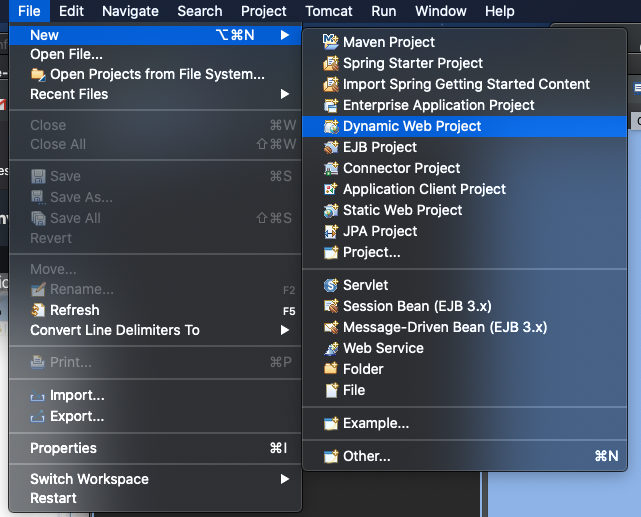 File Edit Navigate Search Project Tomcat Run Window Help
New ⌥⌘N ▶
Open File...
Open Projects from File System...
Recent Files ▶
Close ⌘W
Close All ⇧⌘W
Save ⌘S
Save As...
Save All ⇧⌘S
Revert
Move...
Rename... F2
Refresh F5
Convert Line Delimiters To ▶
Print... ⌘P
Import...
Export...
Properties ⌘I
Switch Workspace ▶
Restart
Maven Project
Spring Starter Project
Import Spring Getting Started Content
Enterprise Application Project
Dynamic Web Project
EJB Project
Connector Project
Application Client Project
Static Web Project
JPA Project
Project...
Servlet
Session Bean (EJB 3.x)
Message-Driven Bean (EJB 3.x)
Web Service
Folder
File
Example...
Other... ⌘N